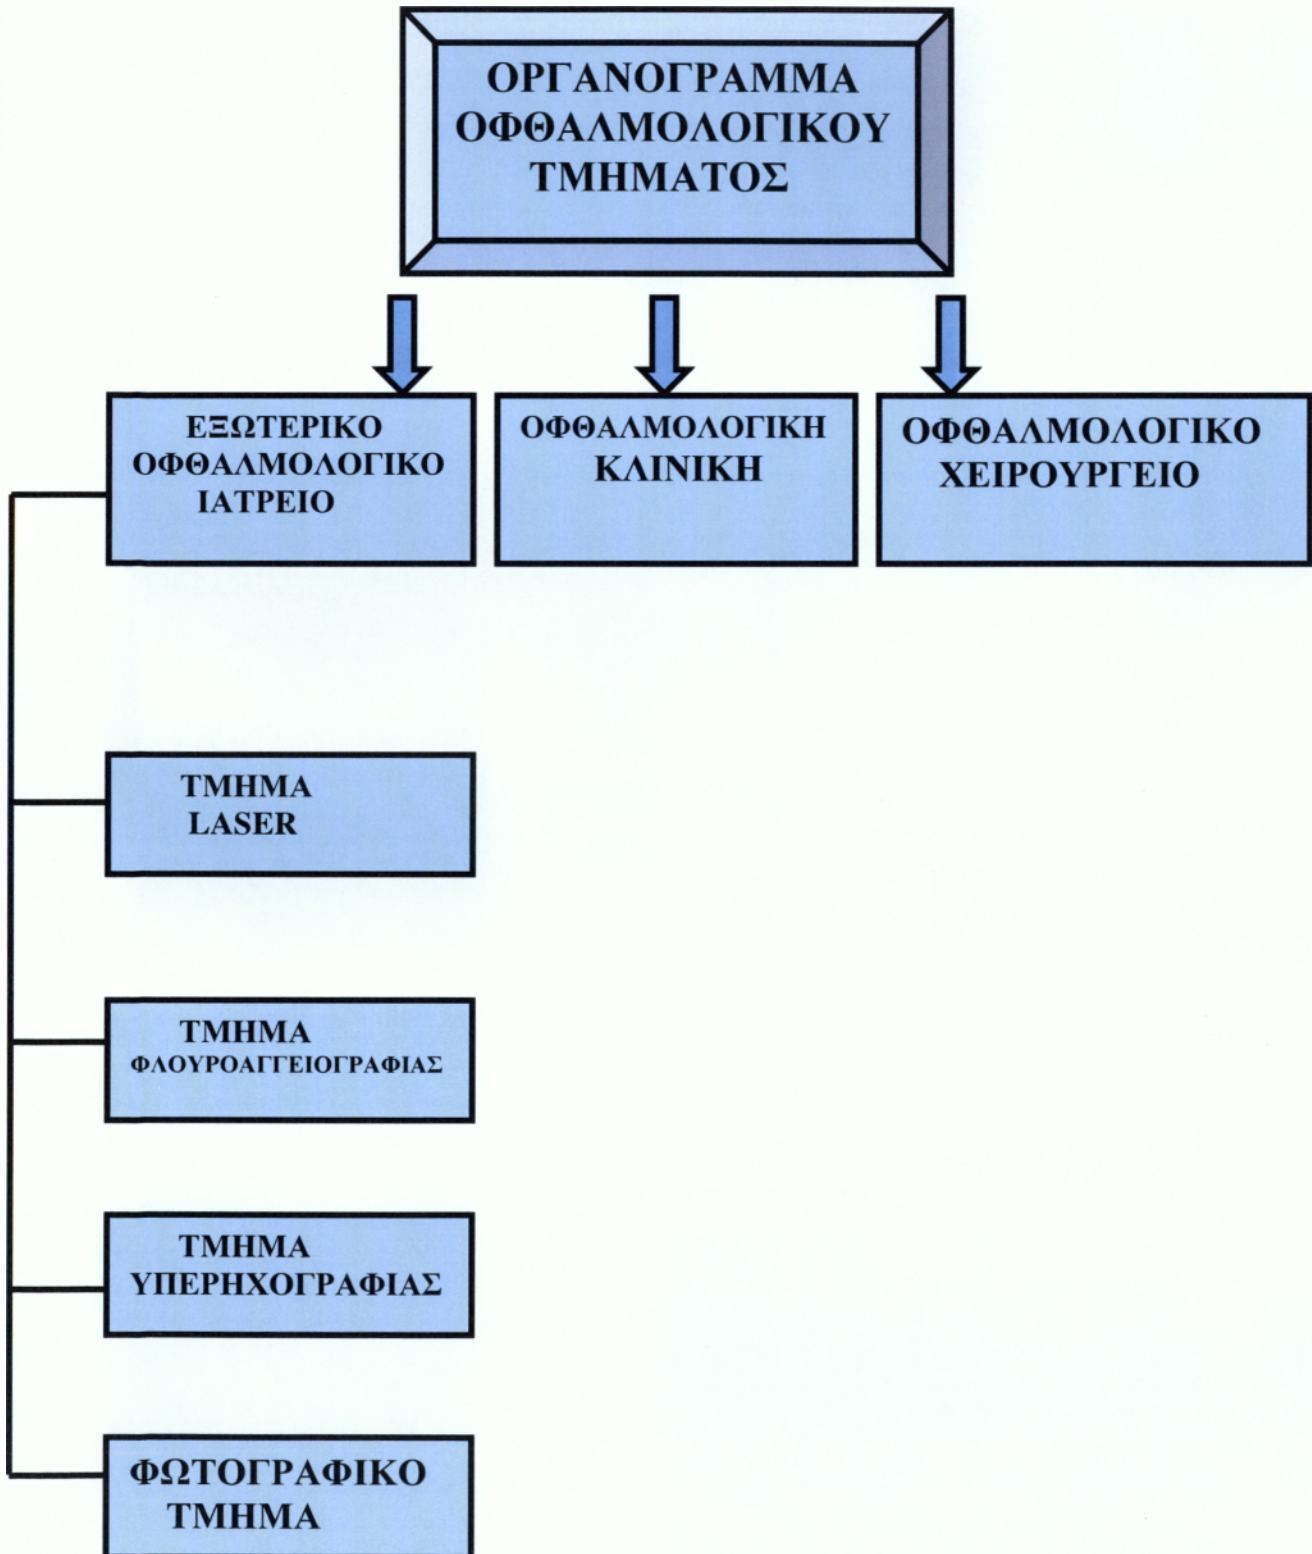 ΟΡΓΑΝΟΓΡΑΜΜΑ
ΟΦΘΑΛΜΟΛΟΓΙΚΟΥ
ΤΜΗΜΑΤΟΣ
ΕΞΩΤΕΡΙΚΟ
ΟΦΘΑΛΜΟΛΟΓΙΚΟ
ΙΑΤΡΕΙΟ
ΟΦΘΑΛΜΟΛΟΓΙΚΗ
ΚΛΙΝΙΚΗ
ΟΦΘΑΛΜΟΛΟΓΙΚΟ
ΧΕΙΡΟΥΡΓΕΙΟ
ΤΜΗΜΑ
LASER
ΤΜΗΜΑ
ΦΛΟΥΡΟΑΓΓΕΙΟΓΡΑΦΙΑΣ
ΤΜΗΜΑ
ΥΠΕΡΗΧΟΓΡΑΦΙΑΣ
ΦΩΤΟΓΡΑΦΙΚΟ
ΤΜΗΜΑ